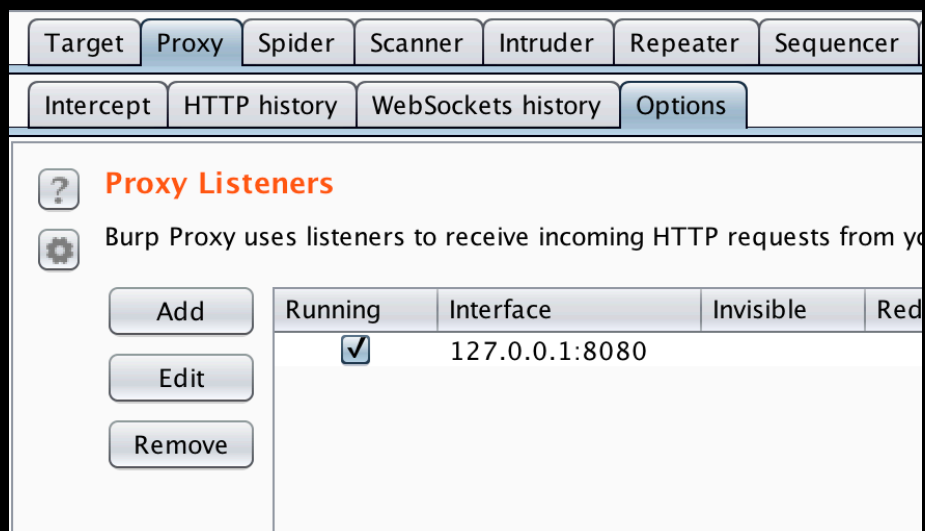 Target Proxy Spider Scanner Intruder Repeater Sequencer
Intercept HTTP history WebSockets history Options
?
Proxy Listeners
Burp Proxy uses listeners to receive incoming HTTP requests from yo
Add
Edit
Remove
Running Interface Invisible Red
127.0.0.1:8080